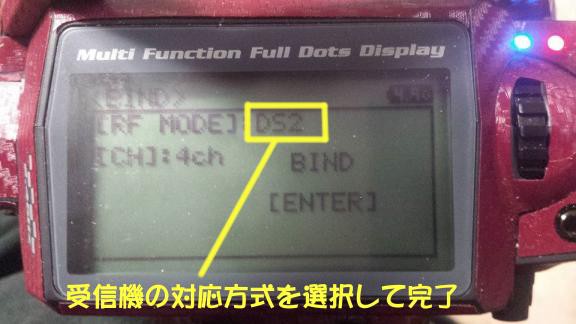 Multi Function Full Dots Display
<BIND>
[RF MODE]:DS2
[CH]:4ch
BIND
[ENTER]
受信機の対応方式を選択して完了